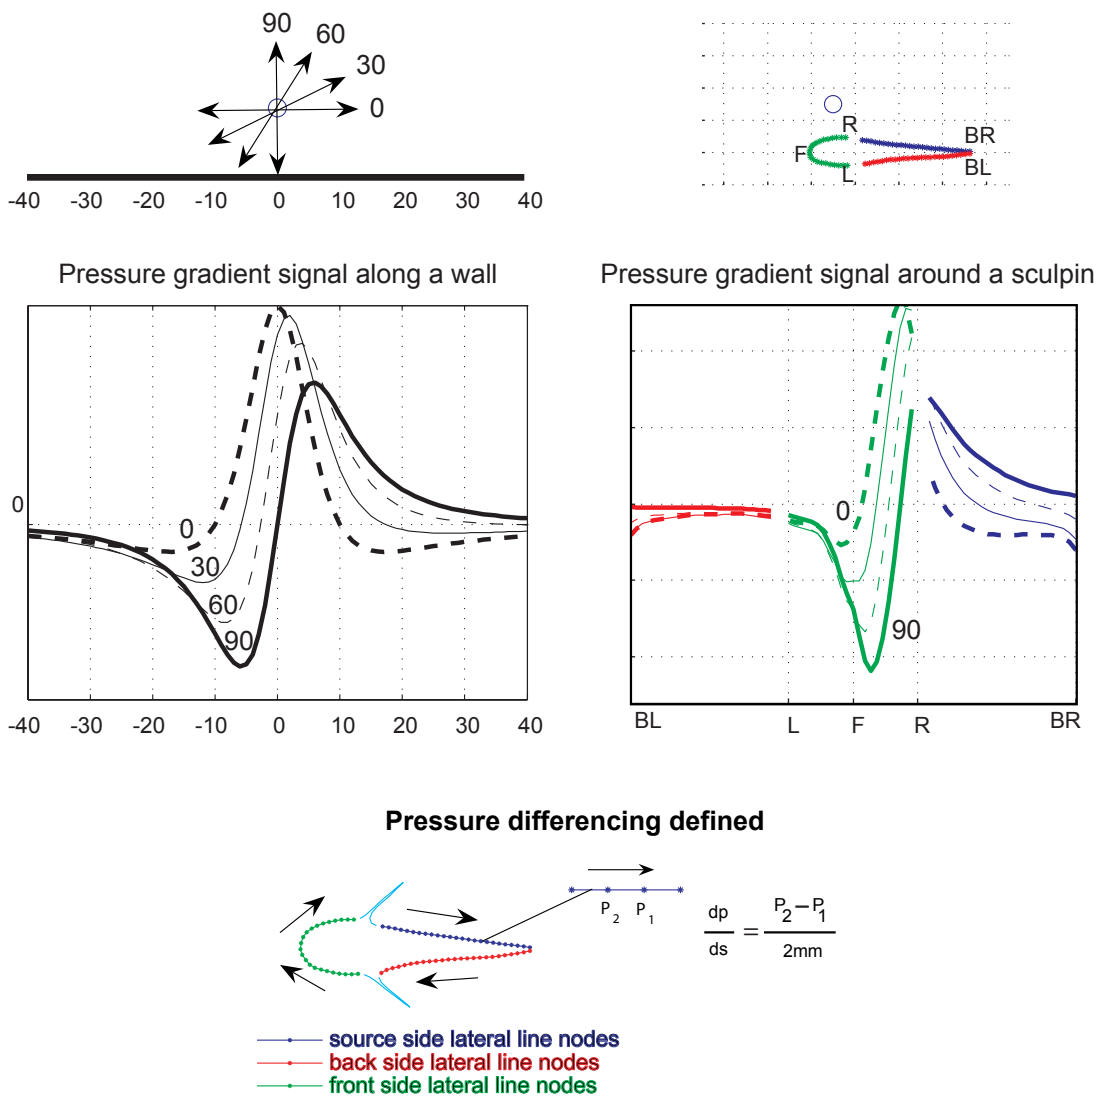 90
60
30
0
-40 -30 -20 -10 0 10 20 30 40
R
F
L
BR
BL
Pressure gradient signal along a wall
0
0
30
60
90
-40 -30 -20 -10 0 10 20 30 40
Pressure gradient signal around a sculpin
0
90
BL L F R BR
Pressure differencing defined
P2 P1
dp/ds = P2 – P1/2mm
source side lateral line nodes
back side lateral line nodes
front side lateral line nodes